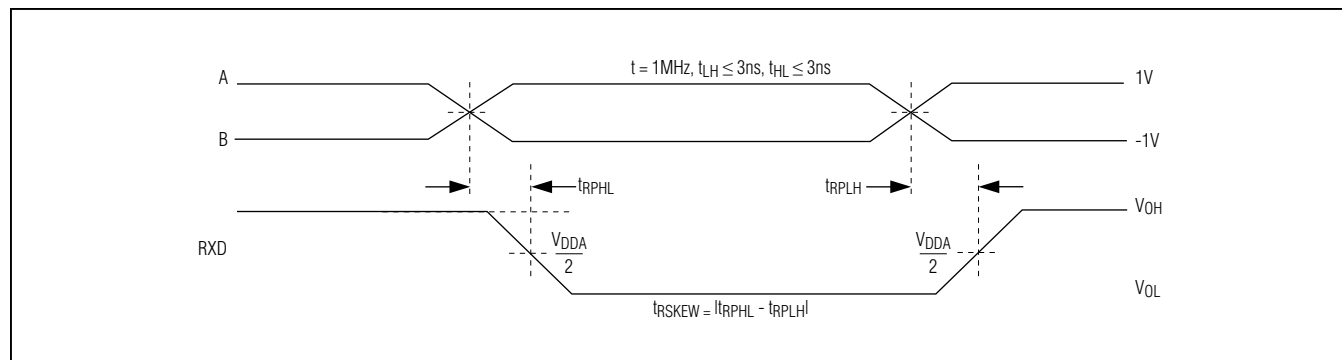 t = 1MHz, tLH ≤ 3ns, tHL ≤ 3ns
A
1V
B
-1V
tRPHL
tRPLH
VOH
RXD
VDDA
2
VDDA
2
VOL
tRSKEW = |tRPHL - tRPLH|